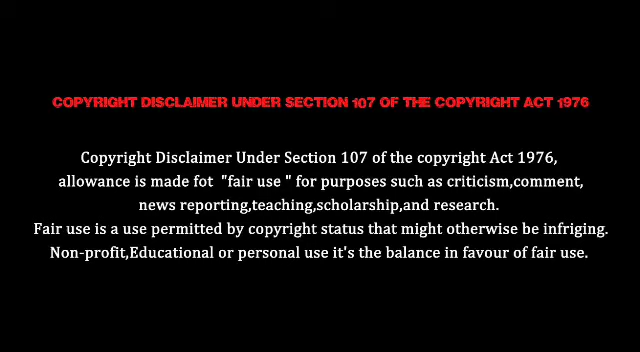 COPYRIGHT DISCLAIMER UNDER SECTION 107 OF THE COPYRIGHT ACT 1976
Copyright Disclaimer Under Section 107 of the copyright Act 1976,
allowance is made fot "fair use " for purposes such as criticism,comment,
news reporting,teaching,scholarship,and research.
Fair use is a use permitted by copyright status that might otherwise be infriging.
Non-profit,Educational or personal use it's the balance in favour of fair use.